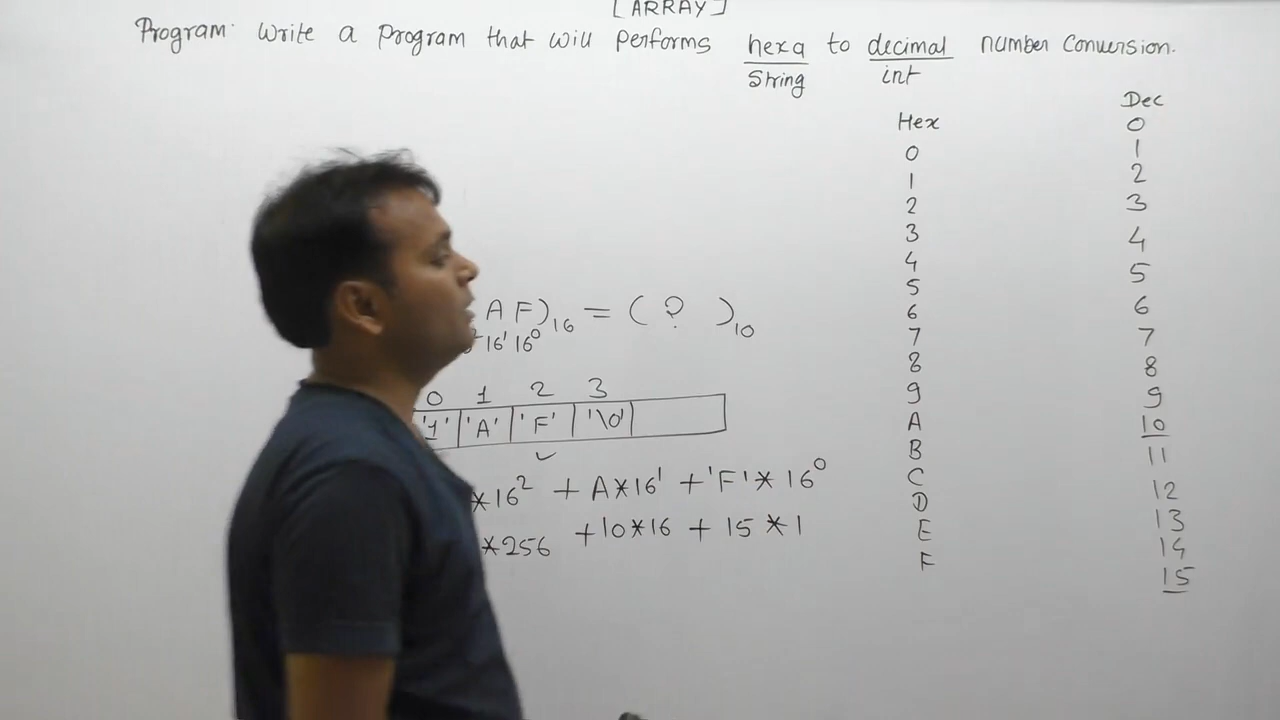 [ARRAY]
Program. Write a program that will performs hexa to decimal number Conversion.
String int
Hex Dec
0 0
1 1
2 2
3 3
4 4
5 5
6 6
7 7
8 8
9 9
A 10
B 11
C 12
D 13
E 14
F 15
AF)16 = ( ? )10
16¹ 16⁰
0 1 2 3
'1' 'A' 'F' '\0'
*16² + A*16¹ + 'F'* 16⁰
*256 +10*16 + 15 *1